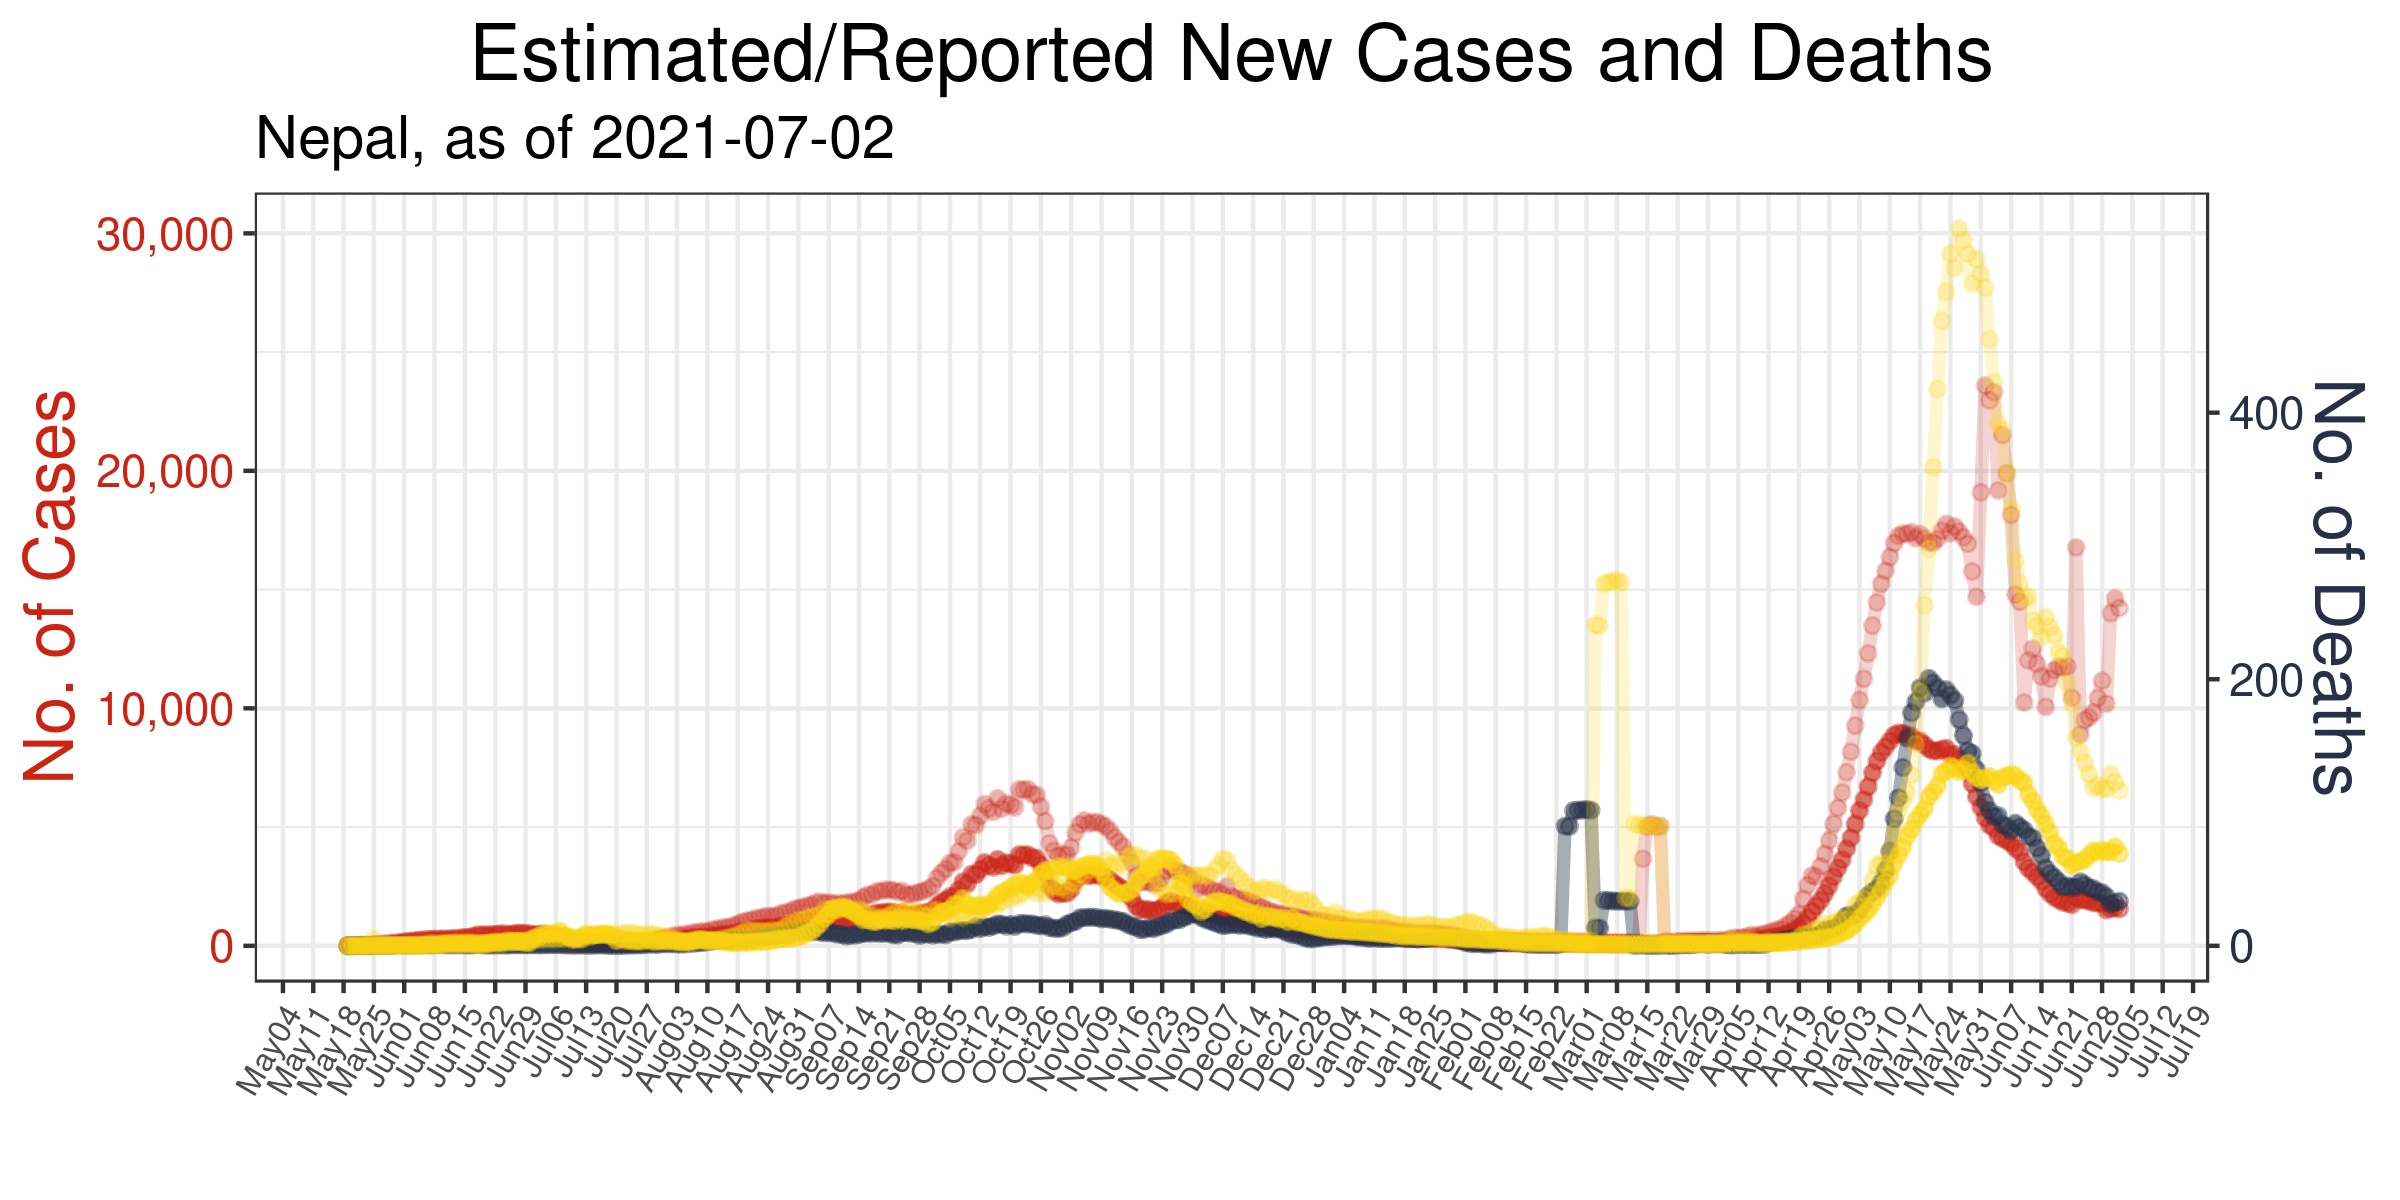 Estimated/Reported New Cases and Deaths
Nepal, as of 2021-07-02
No. of Cases
30,000
20,000
10,000
0
No. of Deaths
400
200
0
May04
May11
May18
May25
Jun01
Jun08
Jun15
Jun22
Jun29
Jul06
Jul13
Jul20
Jul27
Aug03
Aug10
Aug17
Aug24
Aug31
Sep07
Sep14
Sep21
Sep28
Oct05
Oct12
Oct19
Oct26
Nov02
Nov09
Nov16
Nov23
Nov30
Dec07
Dec14
Dec21
Dec28
Jan04
Jan11
Jan18
Jan25
Feb01
Feb08
Feb15
Feb22
Mar01
Mar08
Mar15
Mar22
Mar29
Apr05
Apr12
Apr19
Apr26
May03
May10
May17
May24
May31
Jun07
Jun14
Jun21
Jun28
Jul05
Jul12
Jul19